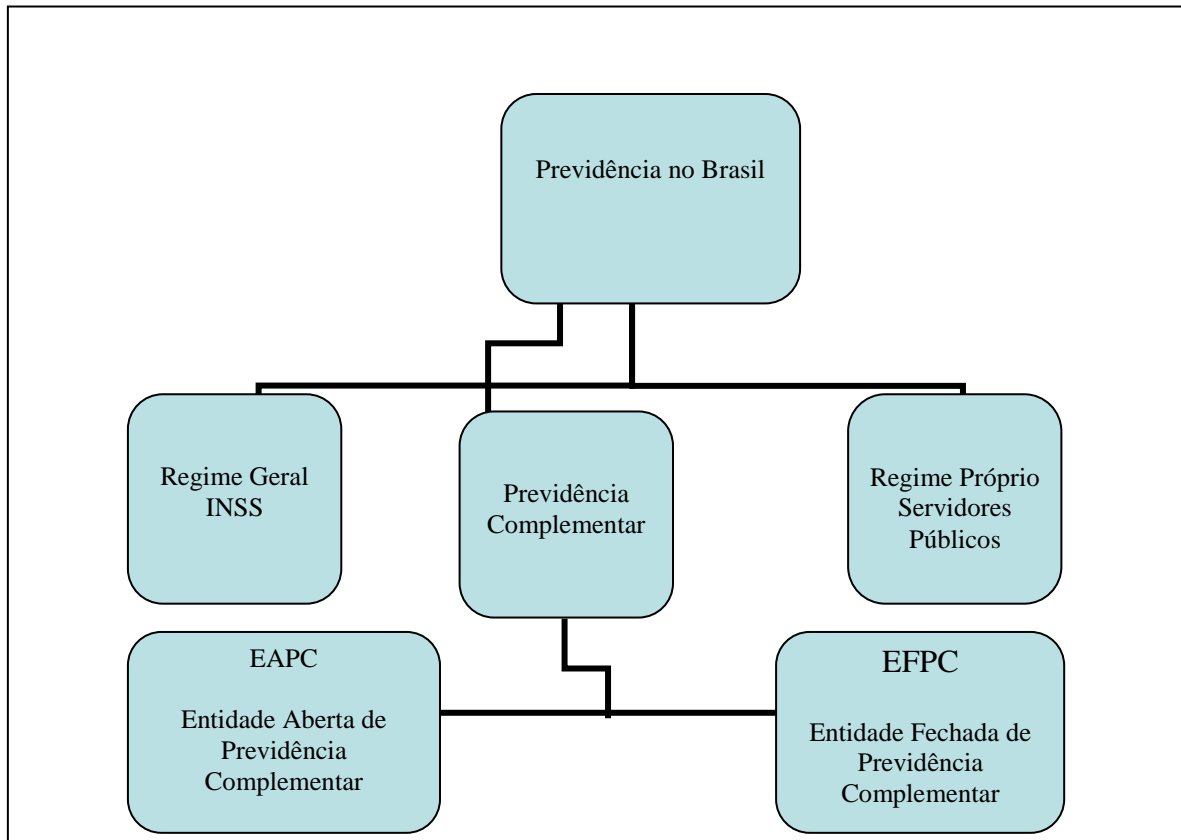 Previdência no Brasil
Regime Geral
INSS
Previdência
Complementar
Regime Próprio
Servidores
Públicos
EAPC
Entidade Aberta de
Previdência
Complementar
EFPC
Entidade Fechada de
Previdência
Complementar